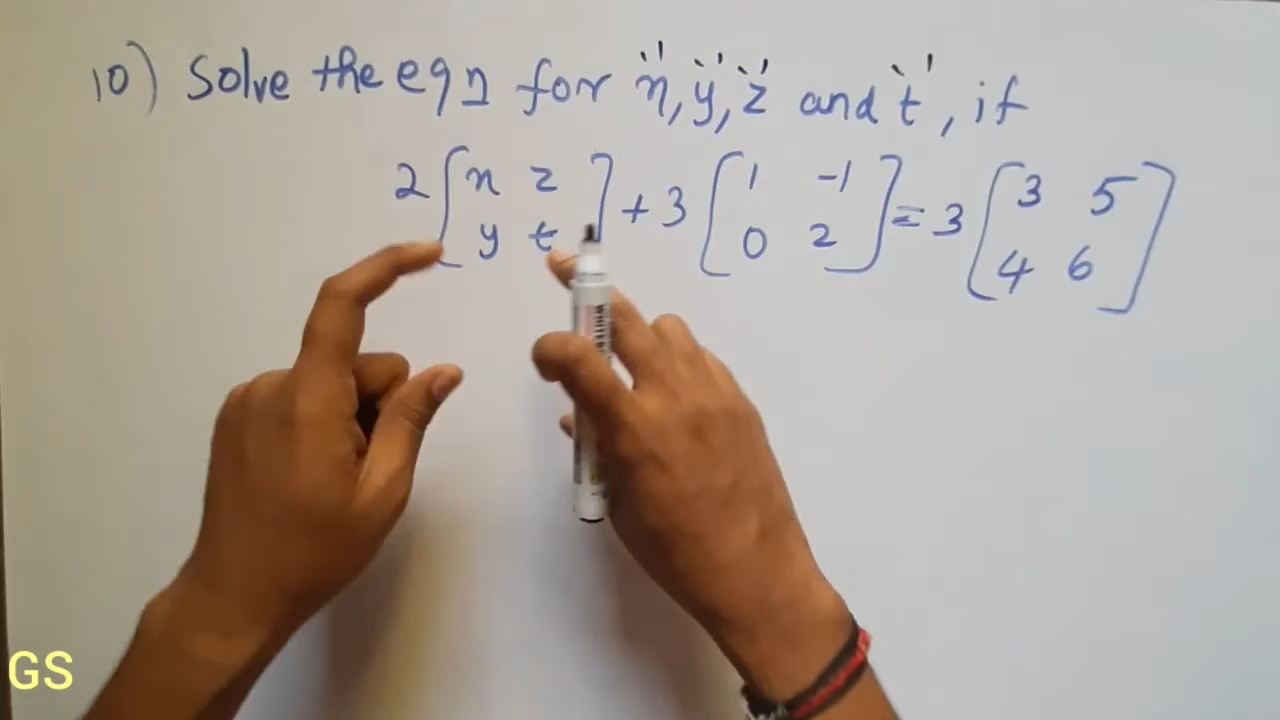 10) Solve the eqn for "x, "y, "z and "t", if
2 [ x z ] + 3 [ 1 -1 ] = 3 [ 3 5 ]
[ y t ] [ 0 2 ] [ 4 6 ]
GS